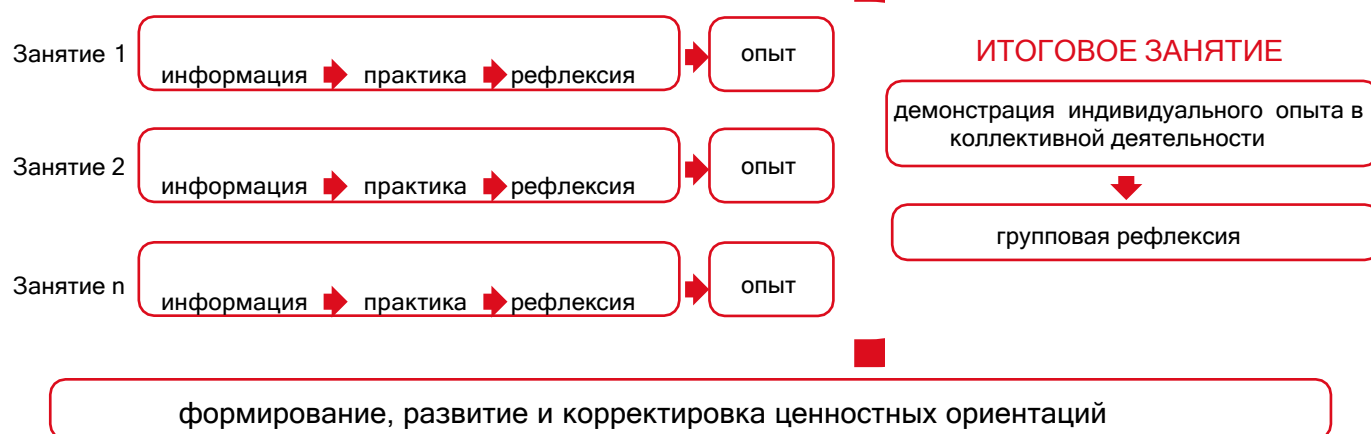 Занятие 1
информация практика рефлексия
опыт
Занятие 2
информация практика рефлексия
опыт
Занятие n
информация практика рефлексия
опыт
ИТОГОВОЕ ЗАНЯТИЕ
демонстрация индивидуального опыта в
коллективной деятельности
групповая рефлексия
формирование, развитие и корректировка ценностных ориентаций